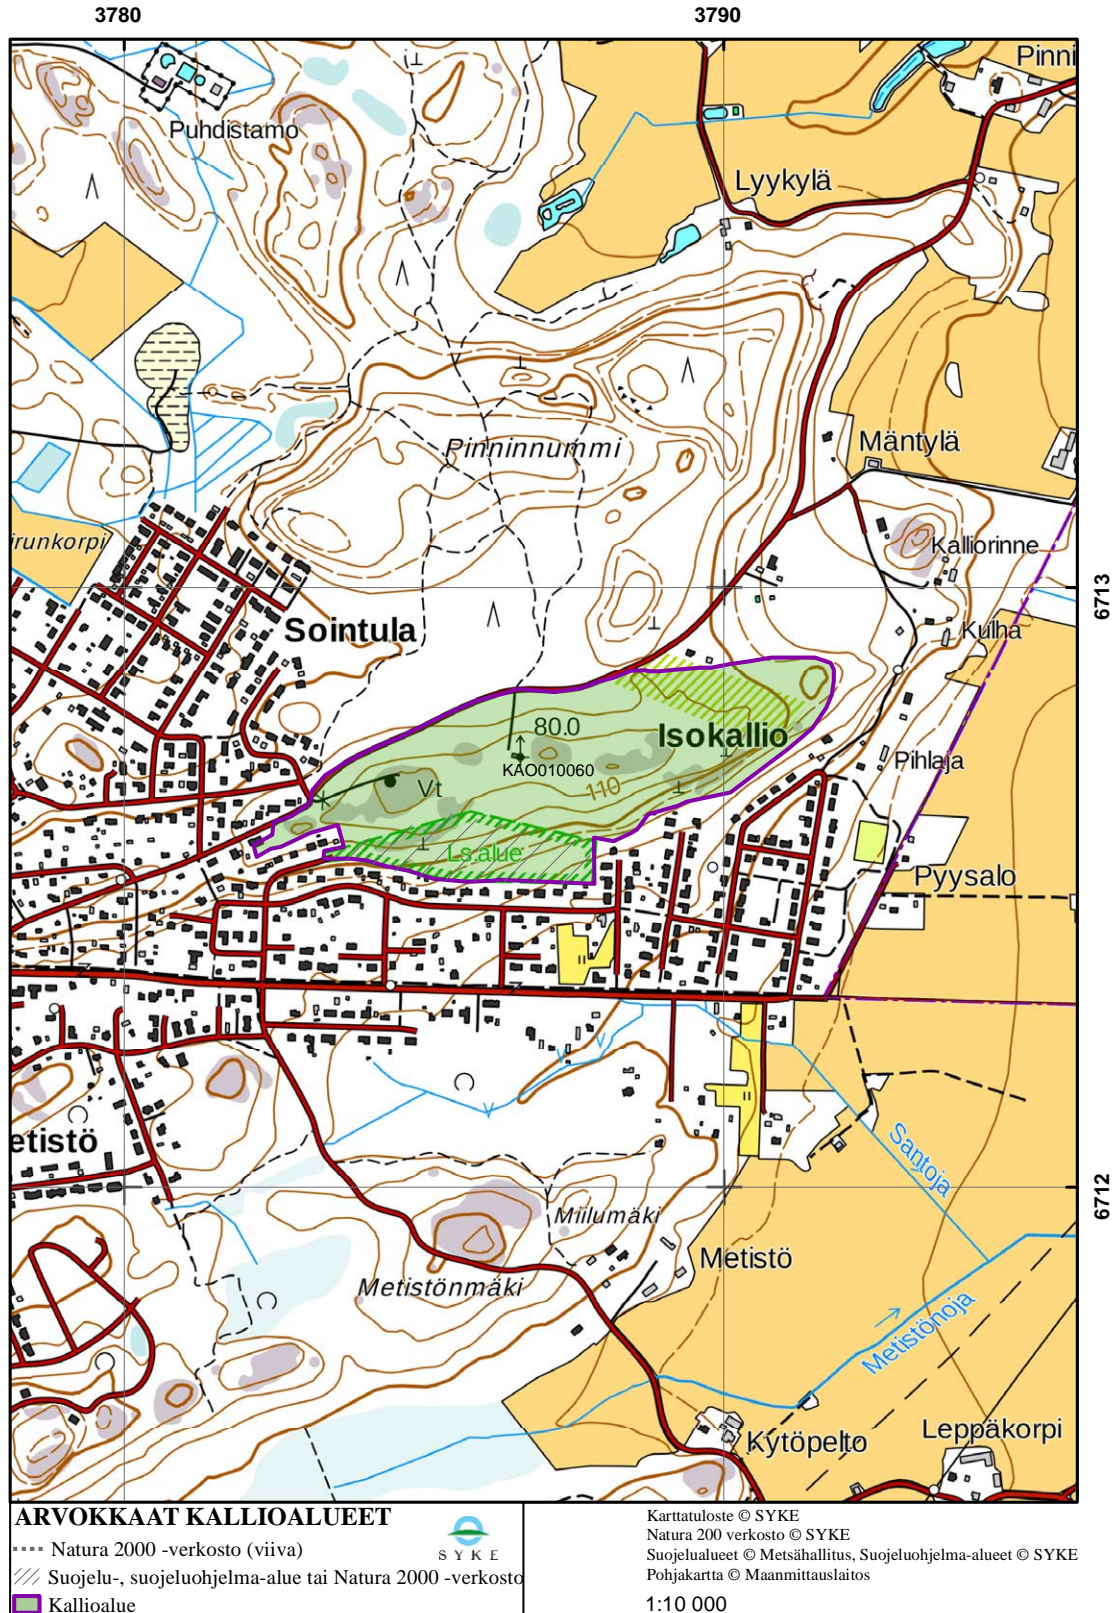 3780
3790
Pinni
Puhdistamo
Lyykylä
Mäntylä
Pinninnummi
irunkorpi
Kalliorinne
6713
Sointula
Kulha
80.0
Isokallio
KAO010060
Pihlaja
Vt
110
Ls.alue
Pyysalo
etistö
Santoja
6712
Miilumäki
Metistö
Metistönmäki
Metistönoja
Leppäkorpi
Kytöpelto
ARVOKKAAT KALLIOALUEET
Natura 2000 -verkosto (viiva)
SYKE
Suojelu-, suojeluohjelma-alue tai Natura 2000 -verkosto
Kallioalue
Karttatuloste © SYKE
Natura 200 verkosto © SYKE
Suojelualueet © Metsähallitus, Suojeluohjelma-alueet © SYKE
Pohjakartta © Maanmittauslaitos
1:10 000